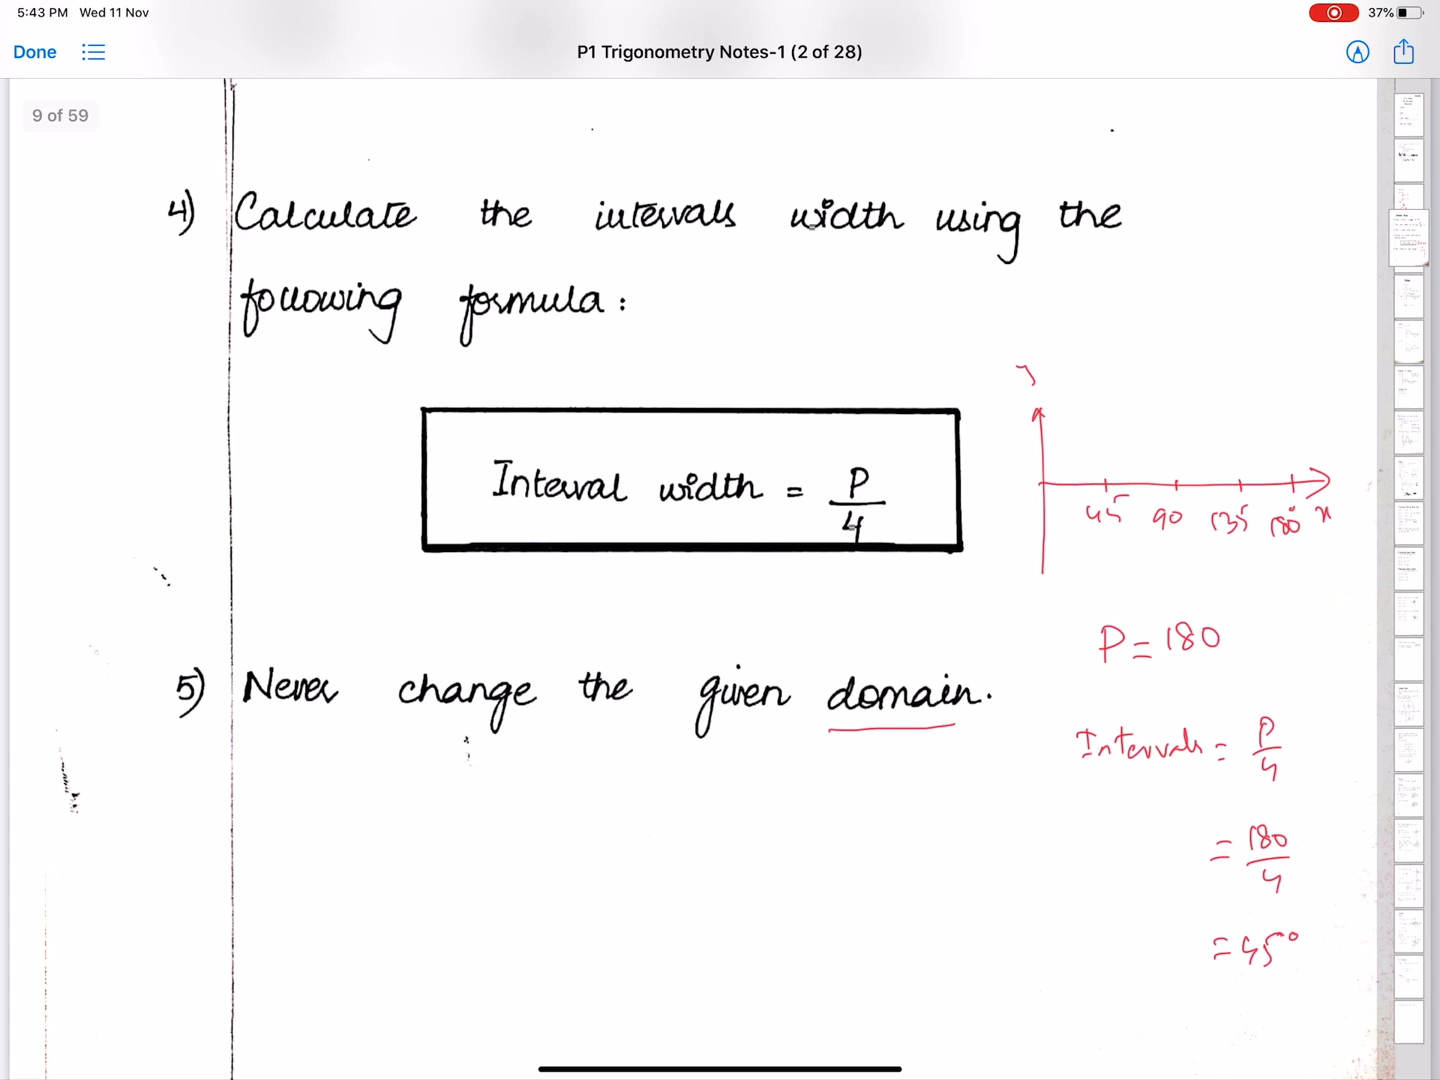 5:43 PM Wed 11 Nov
37%
Done
P1 Trigonometry Notes-1 (2 of 28)
9 of 59
4) Calculate the intervals width using the
following formula:
Interval width = P/4
y
45 90 135 180° x
P = 180
5) Never change the given domain.
Intervals = P/4
= 180/4
= 45°